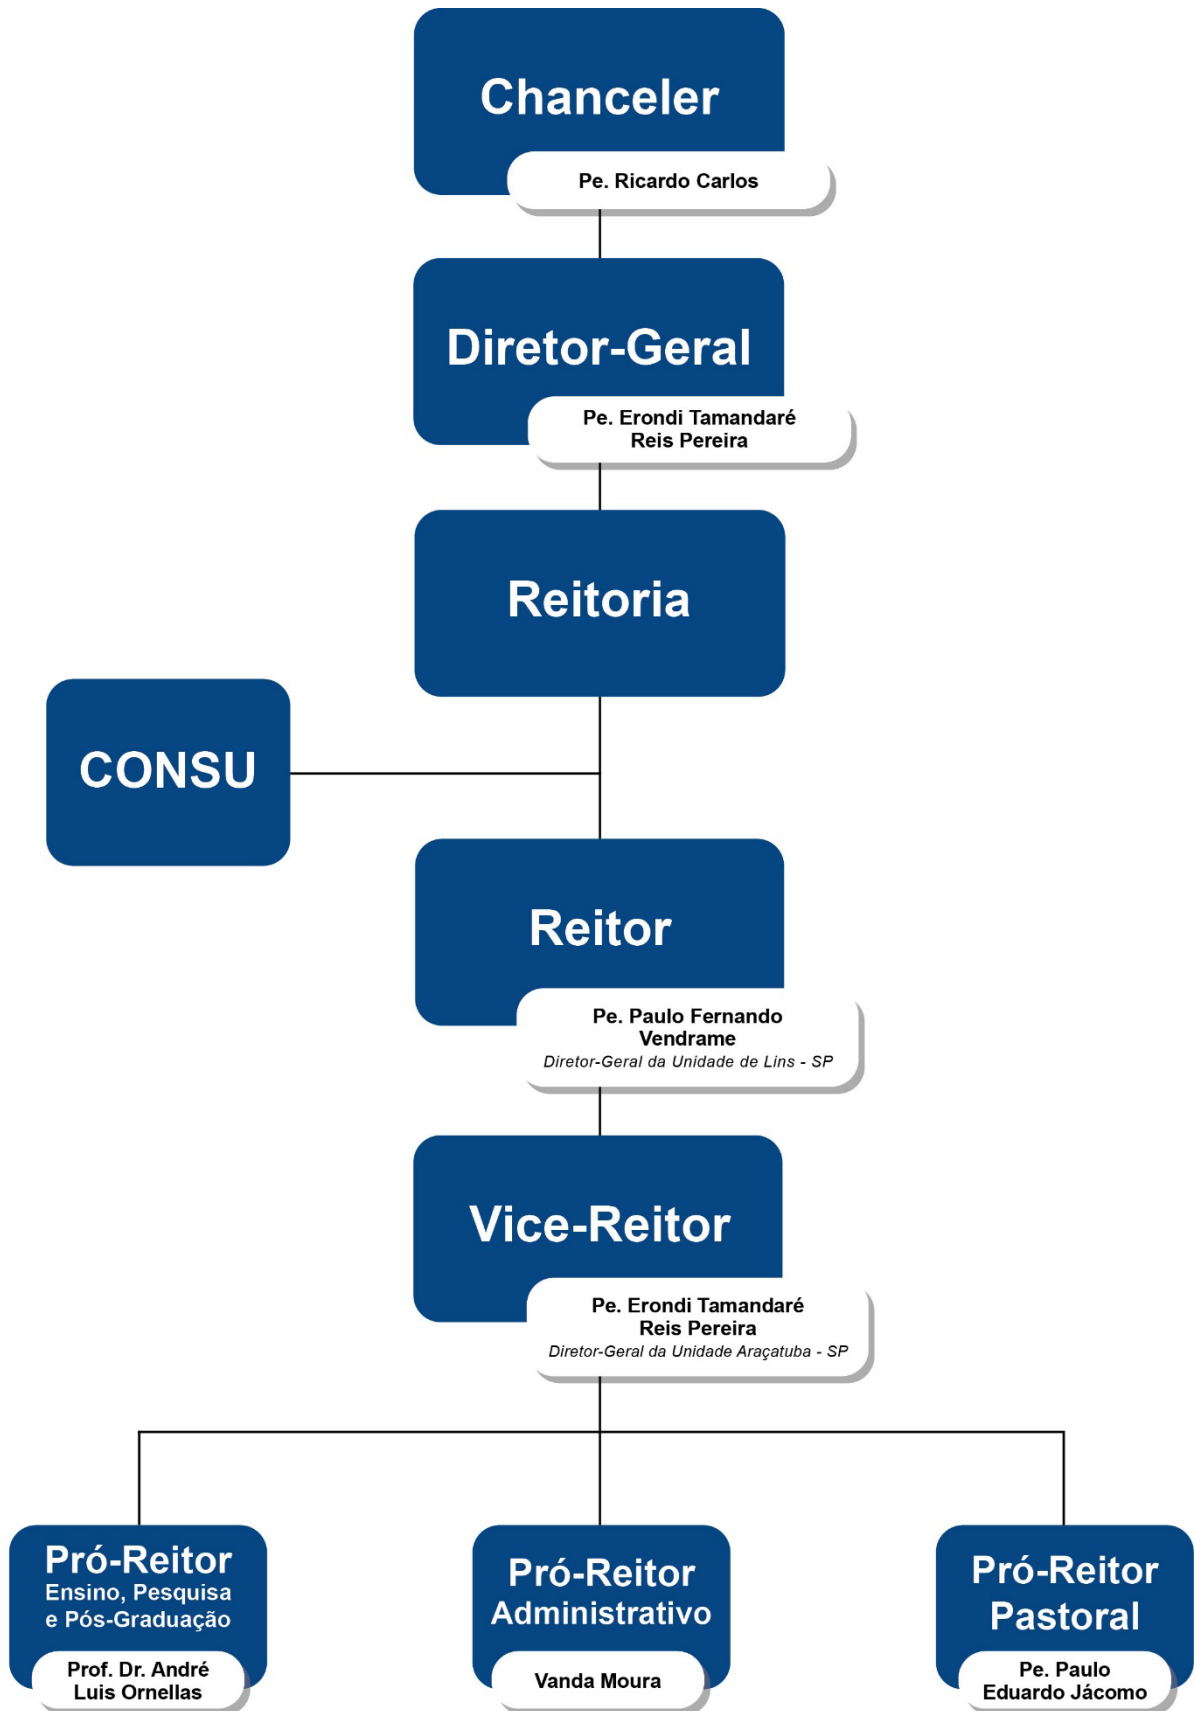 Chanceler
Pe. Ricardo Carlos
Diretor-Geral
Pe. Erondi Tamandaré
Reis Pereira
Reitoria
CONSU
Reitor
Pe. Paulo Fernando
Vendrame
Diretor-Geral da Unidade de Lins - SP
Vice-Reitor
Pe. Erondi Tamandaré
Reis Pereira
Diretor-Geral da Unidade Araçatuba - SP
Pró-Reitor
Ensino, Pesquisa
e Pós-Graduação
Prof. Dr. André
Luis Ornellas
Pró-Reitor
Administrativo
Vanda Moura
Pró-Reitor
Pastoral
Pe. Paulo
Eduardo Jácomo